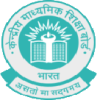 केन्द्रीय माध्यमिक शिक्षा बोर्ड
भारत
असतो मा सद्गमय